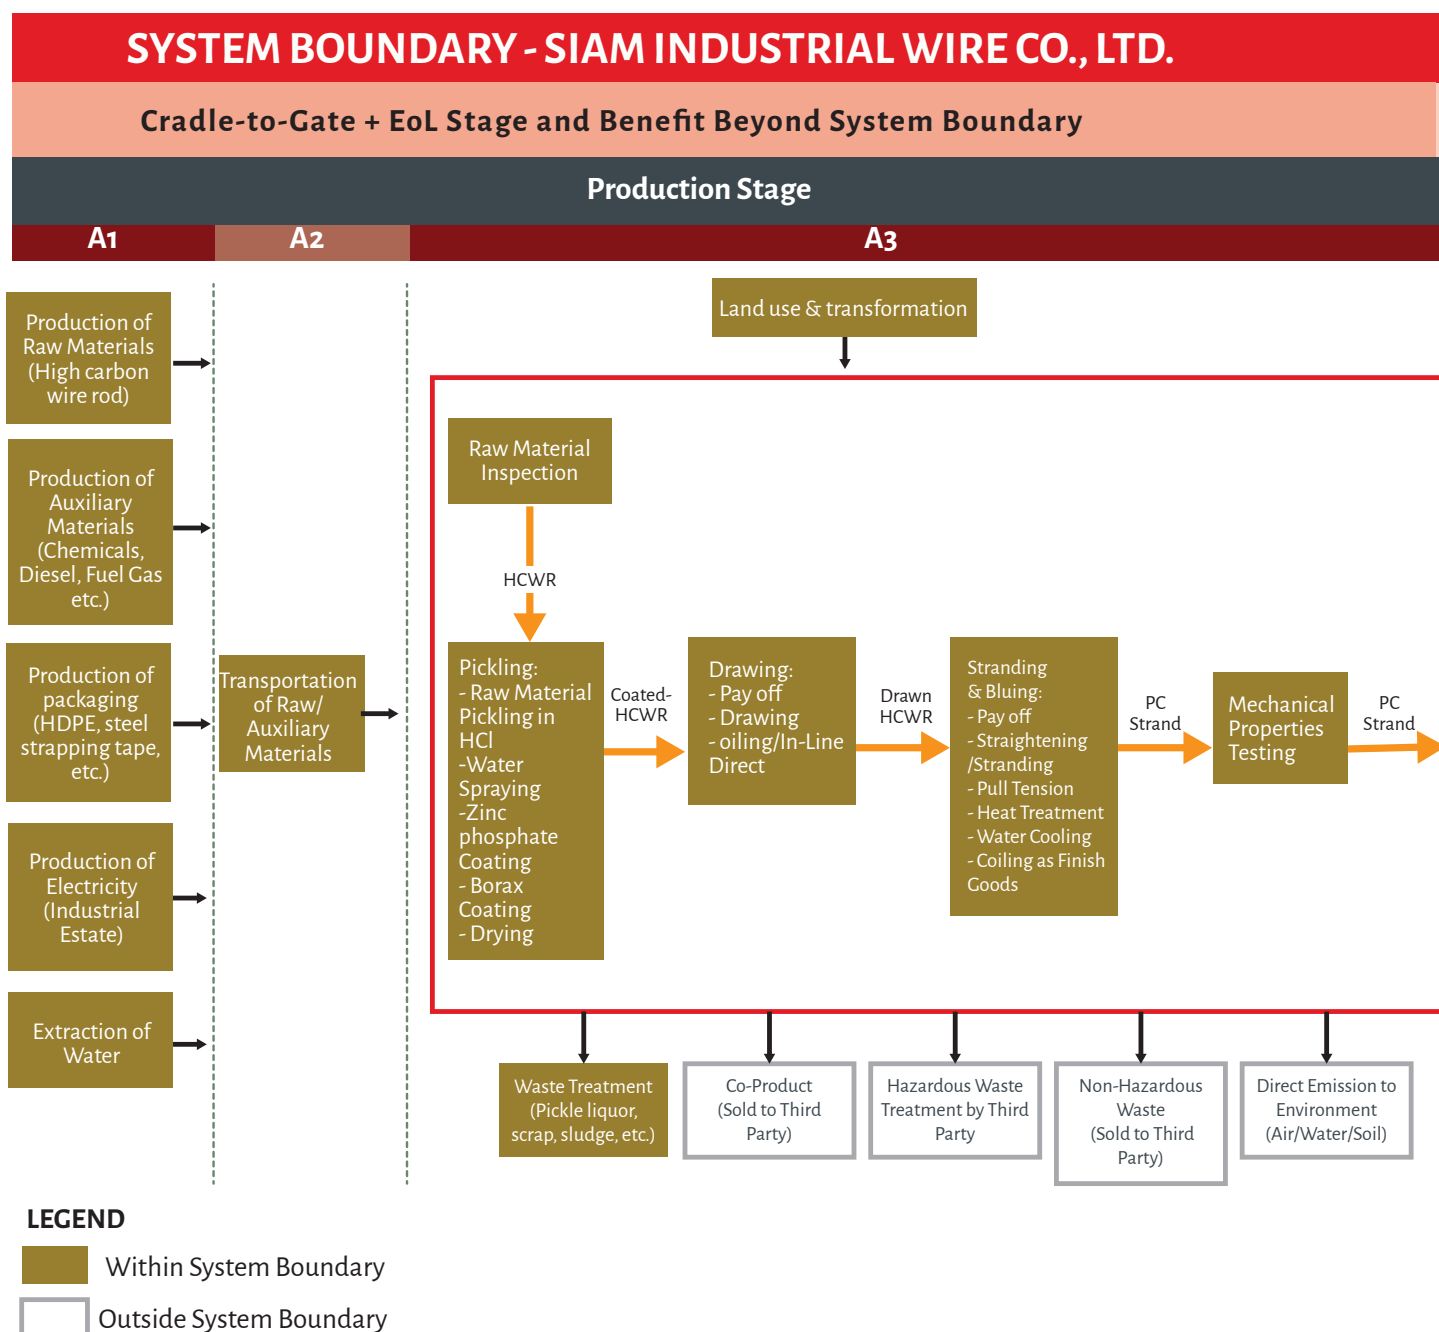 SYSTEM BOUNDARY - SIAM INDUSTRIAL WIRE CO., LTD.
Cradle-to-Gate + EoL Stage and Benefit Beyond System Boundary
Production Stage
A1
A2
A3
Production of
Raw Materials
(High carbon
wire rod)
Production of
Auxiliary
Materials
(Chemicals,
Diesel, Fuel Gas
etc.)
Production of
packaging
(HDPE, steel
strapping tape,
etc.)
Production of
Electricity
(Industrial
Estate)
Extraction of
Water
Transportation
of Raw/
Auxiliary
Materials
Land use & transformation
Raw Material
Inspection
HCWR
Pickling:
- Raw Material
Pickling in
HCl
-Water
Spraying
-Zinc
phosphate
Coating
- Borax
Coating
- Drying
Coated-
HCWR
Drawing:
- Pay off
- Drawing
- oiling/In-Line
Direct
Drawn
HCWR
Stranding
& Bluing:
- Pay off
- Straightening
/Stranding
- Pull Tension
- Heat Treatment
- Water Cooling
- Coiling as Finish
Goods
PC
Strand
Mechanical
Properties
Testing
PC
Strand
Waste Treatment
(Pickle liquor,
scrap, sludge, etc.)
Co-Product
(Sold to Third
Party)
Hazardous Waste
Treatment by Third
Party
Non-Hazardous
Waste
(Sold to Third
Party)
Direct Emission to
Environment
(Air/Water/Soil)
LEGEND
Within System Boundary
Outside System Boundary